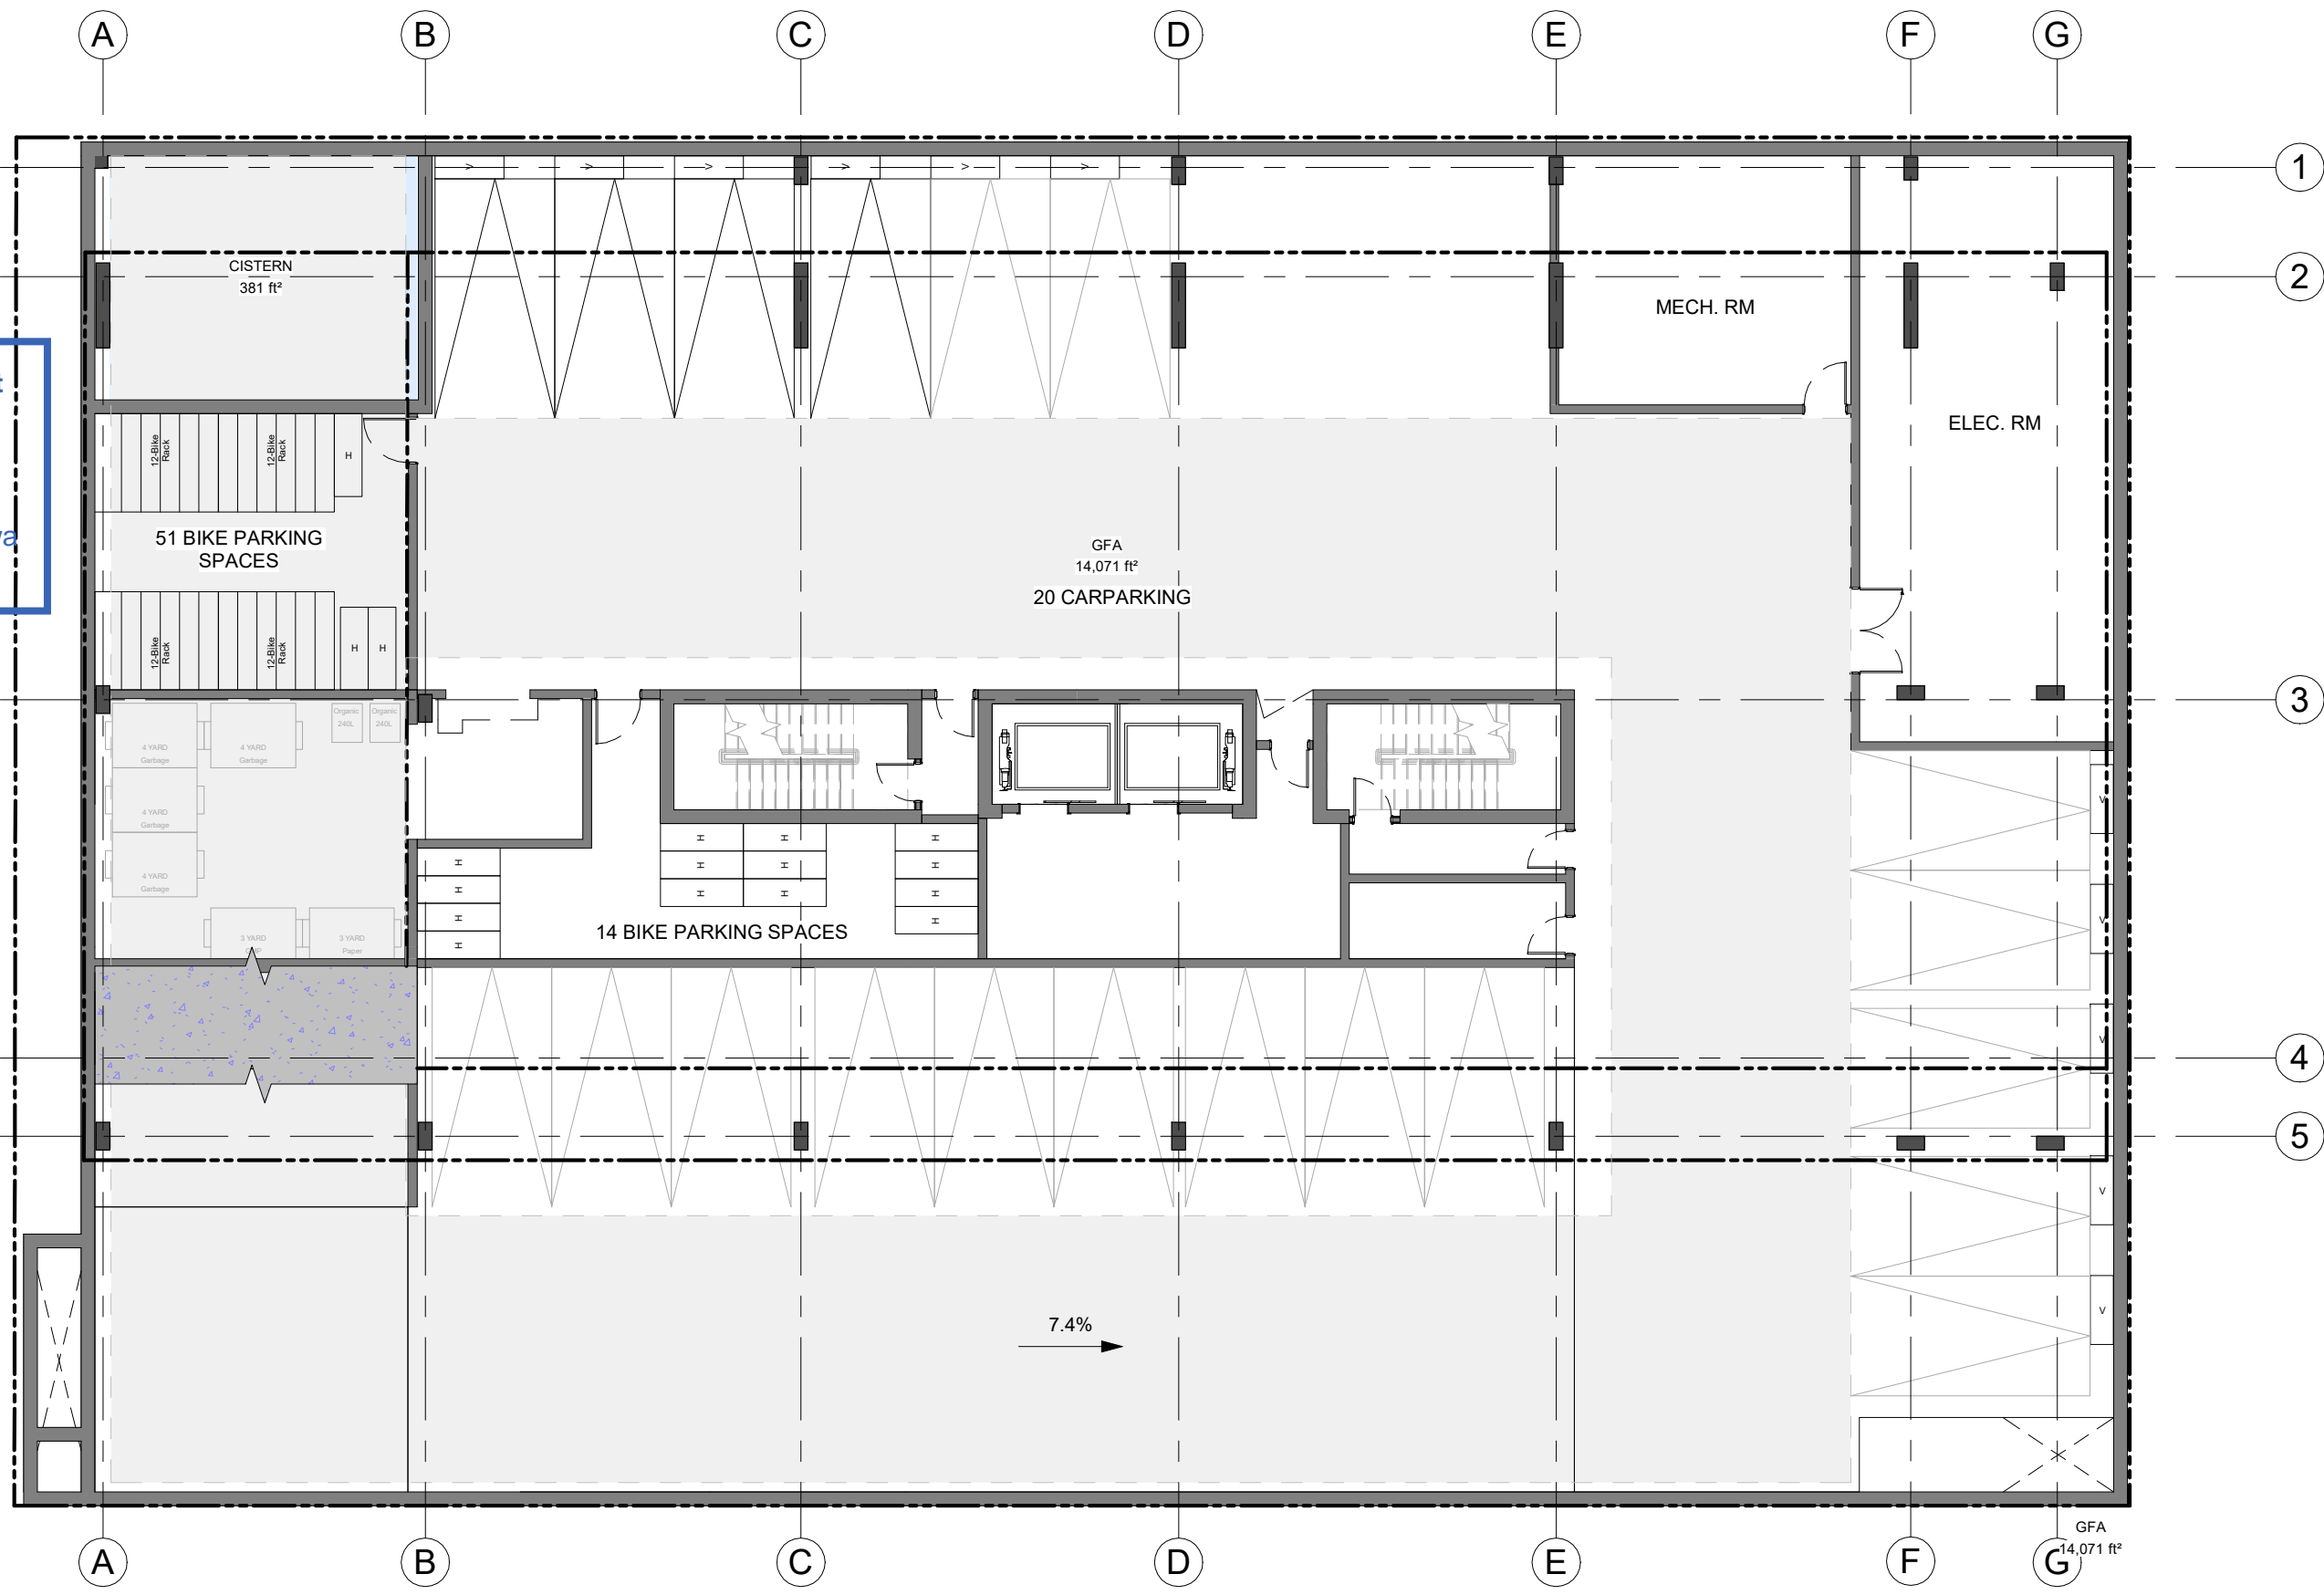 A B C D E F G
1
CISTERN
381 ft²
2
MECH. RM
ELEC. RM
12-Bike Rack
12-Bike Rack
H
51 BIKE PARKING
SPACES
GFA
14,071 ft²
20 CARPARKING
12-Bike Rack
12-Bike Rack
H H
3
Organic 240L
Organic 240L
4 YARD Garbage
4 YARD Garbage
4 YARD Garbage
4 YARD Garbage
3 YARD
3 YARD Paper
H H H H
H H H
H H H
H H H H
14 BIKE PARKING SPACES
V
V
V
V
V
V
V
V
V
V
V
4
5
7.4%
GFA
14,071 ft²
A B C D E F G